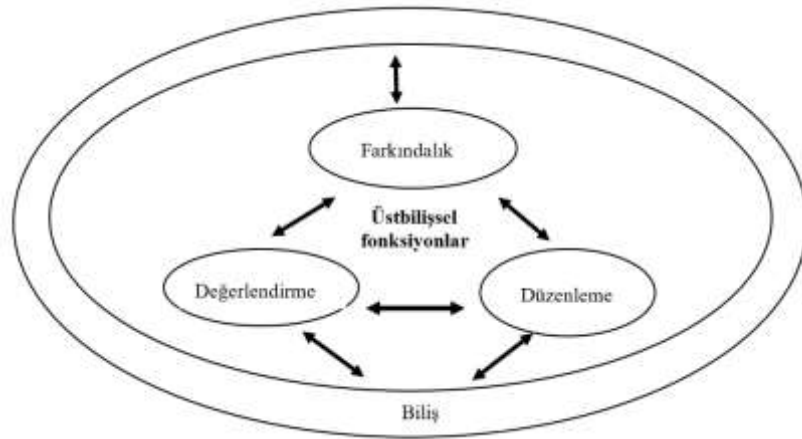 Farkındalık
Üstbilişsel
fonksiyonlar
Değerlendirme
Düzenleme
Biliş